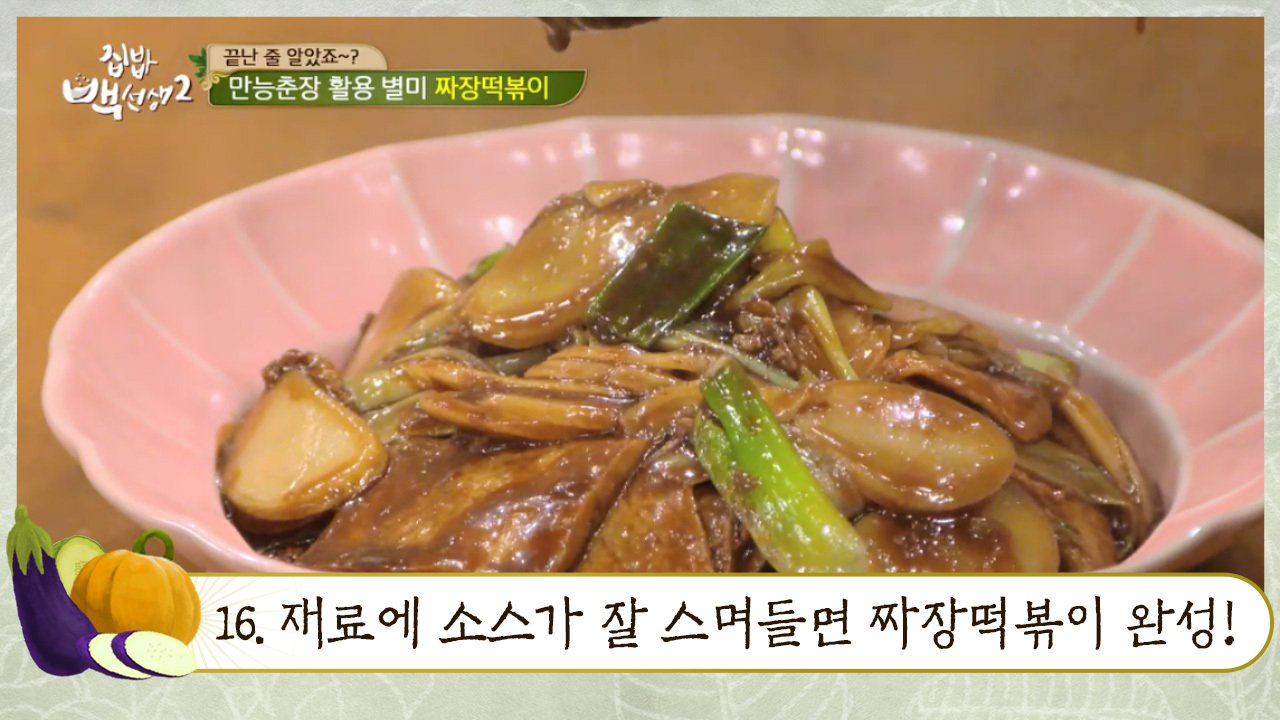 집밥
백선생2
끝난 줄 알았죠~?
만능춘장 활용 별미 짜장떡볶이
16. 재료에 소스가 잘 스며들면 짜장떡볶이 완성!